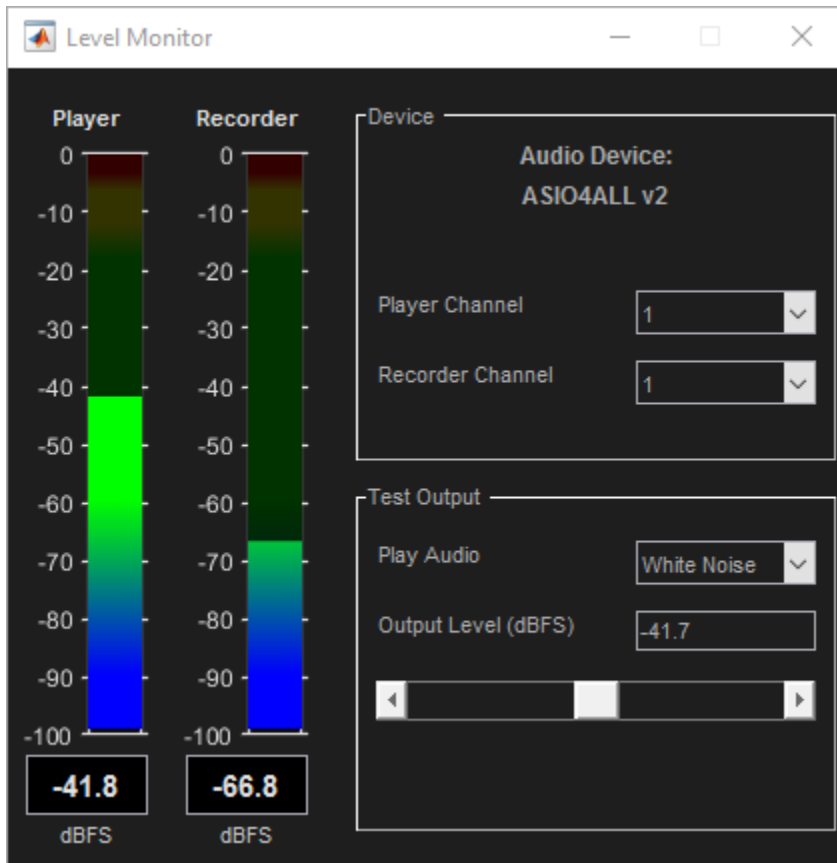 Level Monitor
Player
Recorder
0
-10
-20
-30
-40
-50
-60
-70
-80
-90
-100
-41.8
dBFS
0
-10
-20
-30
-40
-50
-60
-70
-80
-90
-100
-66.8
dBFS
Device
Audio Device:
ASIO4ALL v2
Player Channel
1
Recorder Channel
1
Test Output
Play Audio
White Noise
Output Level (dBFS)
-41.7